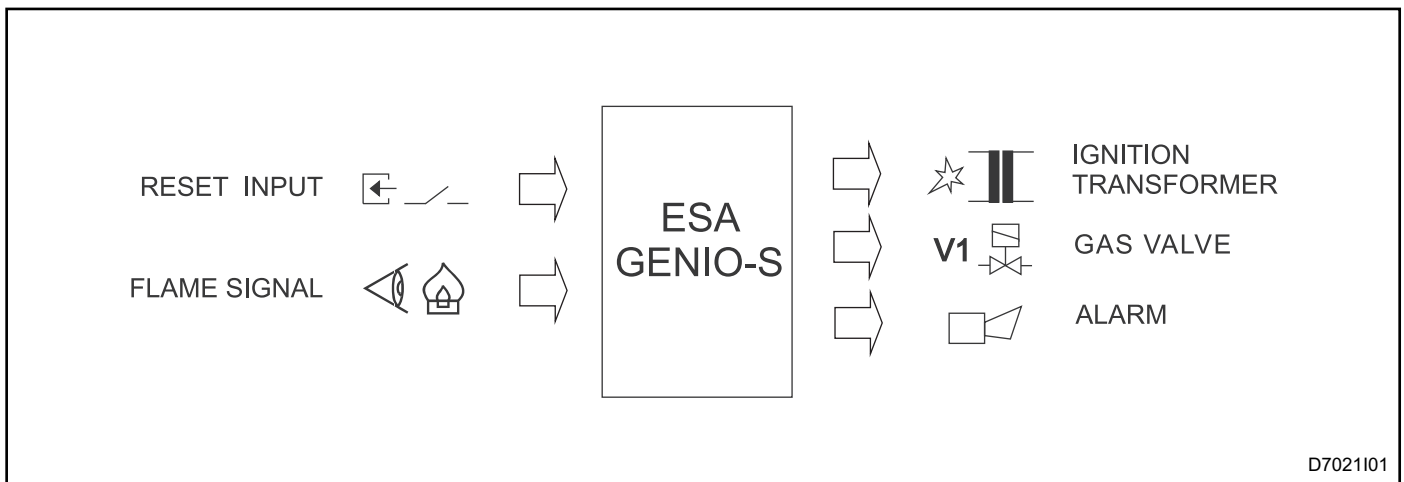 RESET INPUT
FLAME SIGNAL
ESA
GENIO-S
IGNITION
TRANSFORMER
V1
GAS VALVE
ALARM
D7021I01